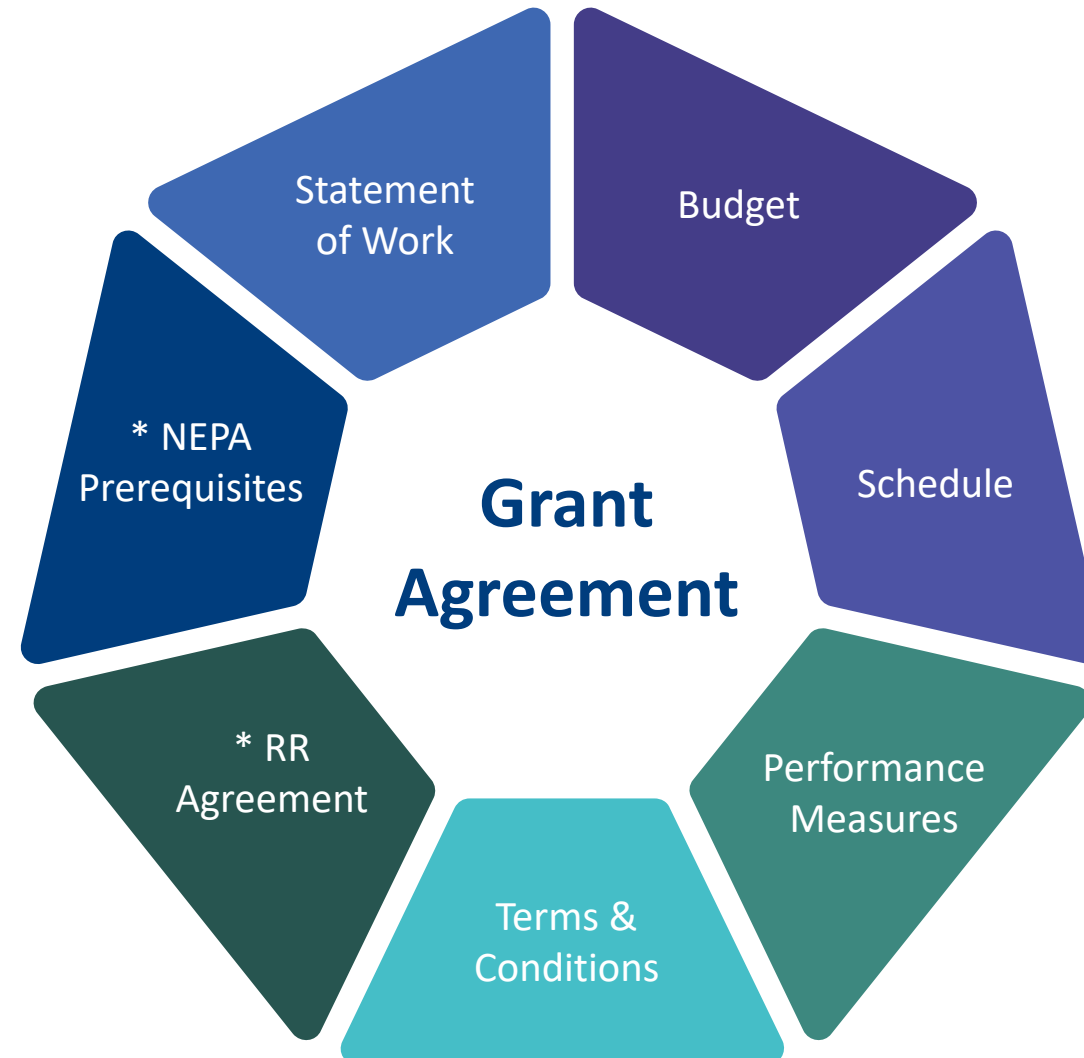 Statement
of Work
Budget
* NEPA
Prerequisites
Grant
Agreement
Schedule
* RR
Agreement
Performance
Measures
Terms &
Conditions